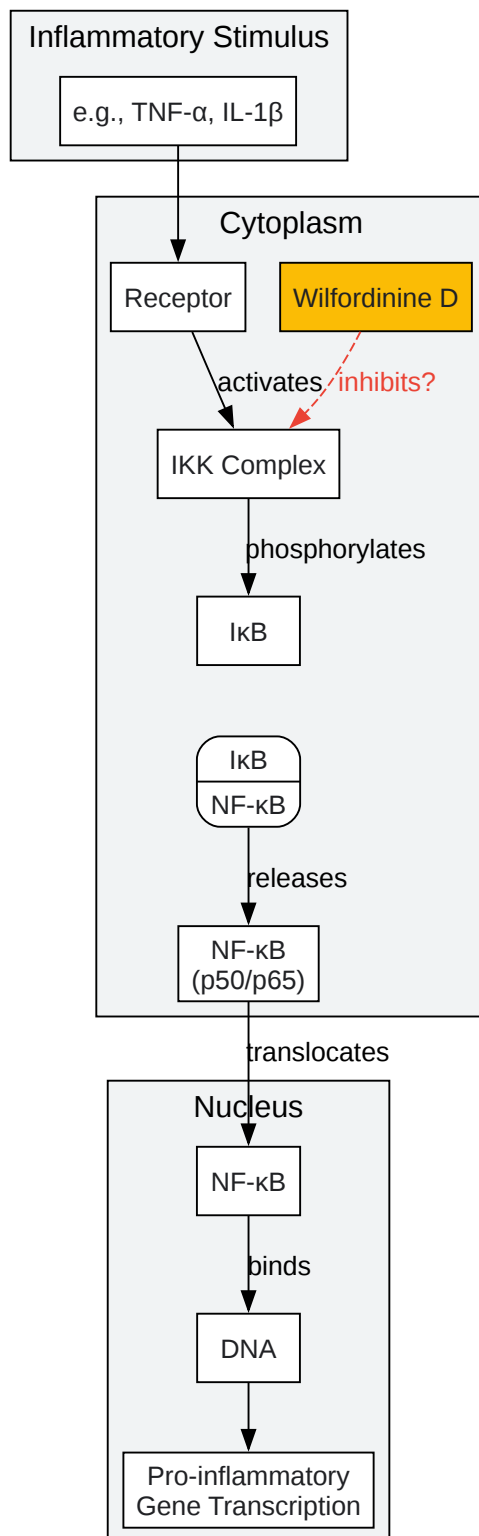 Inflammatory Stimulus
e.g., TNF-α, IL-1β
Cytoplasm
Receptor
Wilfordinine D
activates
inhibits?
IKK Complex
phosphorylates
IκB
IκB
NF-κB
releases
NF-κB
(p50/p65)
translocates
Nucleus
NF-κB
binds
DNA
Pro-inflammatory
Gene Transcription